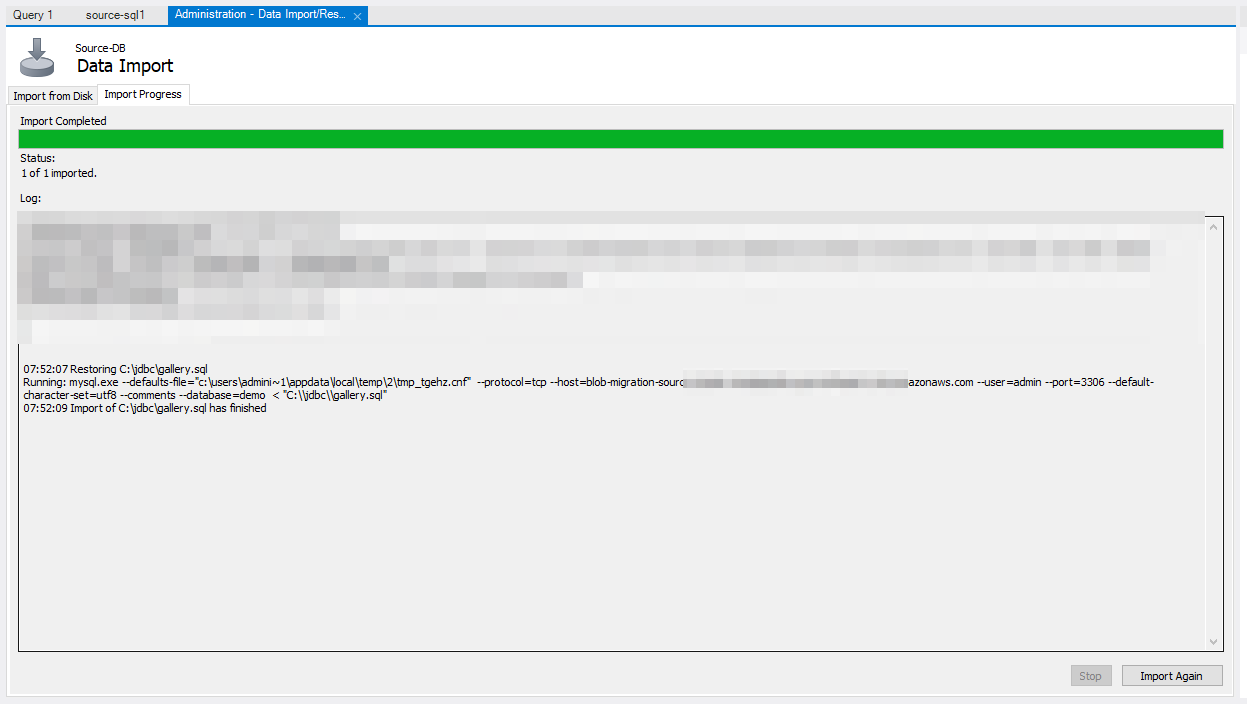 Query 1 source-sql1 Administration - Data Import/Res...
Source-DB
Data Import
Import from Disk Import Progress
Import Completed
Status:
1 of 1 imported.
Log:
07:52:07 Restoring C:\jdbc\gallery.sql
Running: mysql.exe --defaults-file="c:\users\admini~1\appdata\local\temp\2\tmp_tgehz.cnf" --protocol=tcp --host=blob-migration-sourc azonaws.com --user=admin --port=3306 --default-
character-set=utf8 --comments --database=demo < "C:\\jdbc\\gallery.sql"
07:52:09 Import of C:\jdbc\gallery.sql has finished
Stop Import Again